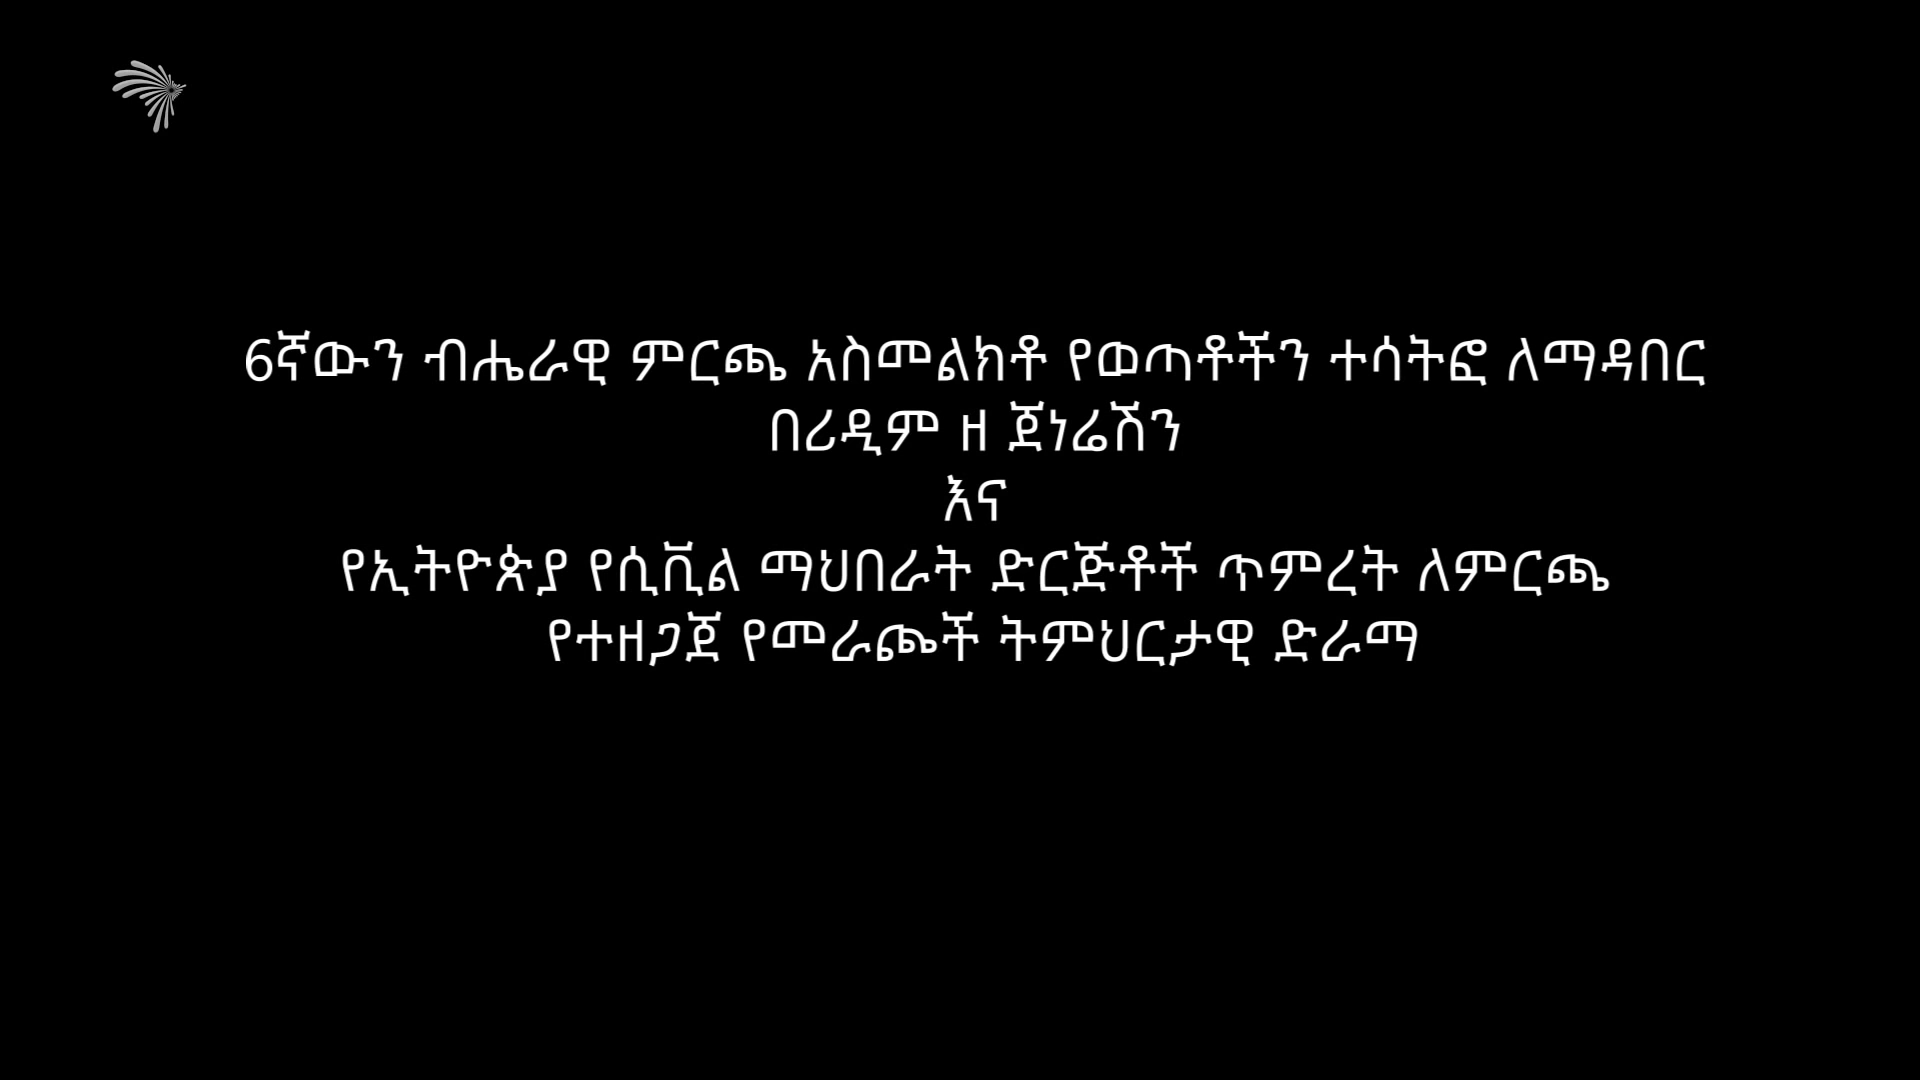 6ኛውን ብሔራዊ ምርጫ አስመልክቶ የወጣቶችን ተሳትፎ ለማዳበር
በሪዲም ዘ ጀነሬሽን
እና
የኢትዮጵያ የሲቪል ማህበራት ድርጅቶች ጥምረት ለምርጫ
የተዘጋጀ የመራጮች ትምህርታዊ ድራማ